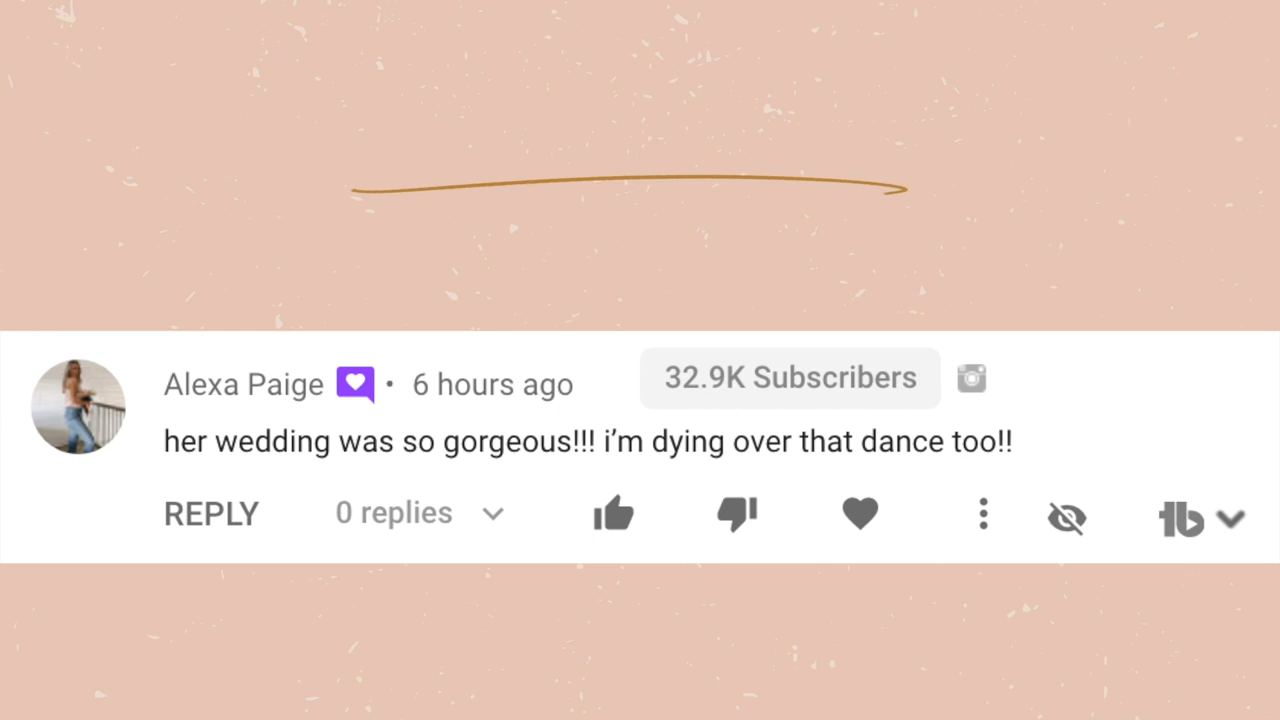 Alexa Paige • 6 hours ago 32.9K Subscribers
her wedding was so gorgeous!!! i’m dying over that dance too!!
REPLY 0 replies tb